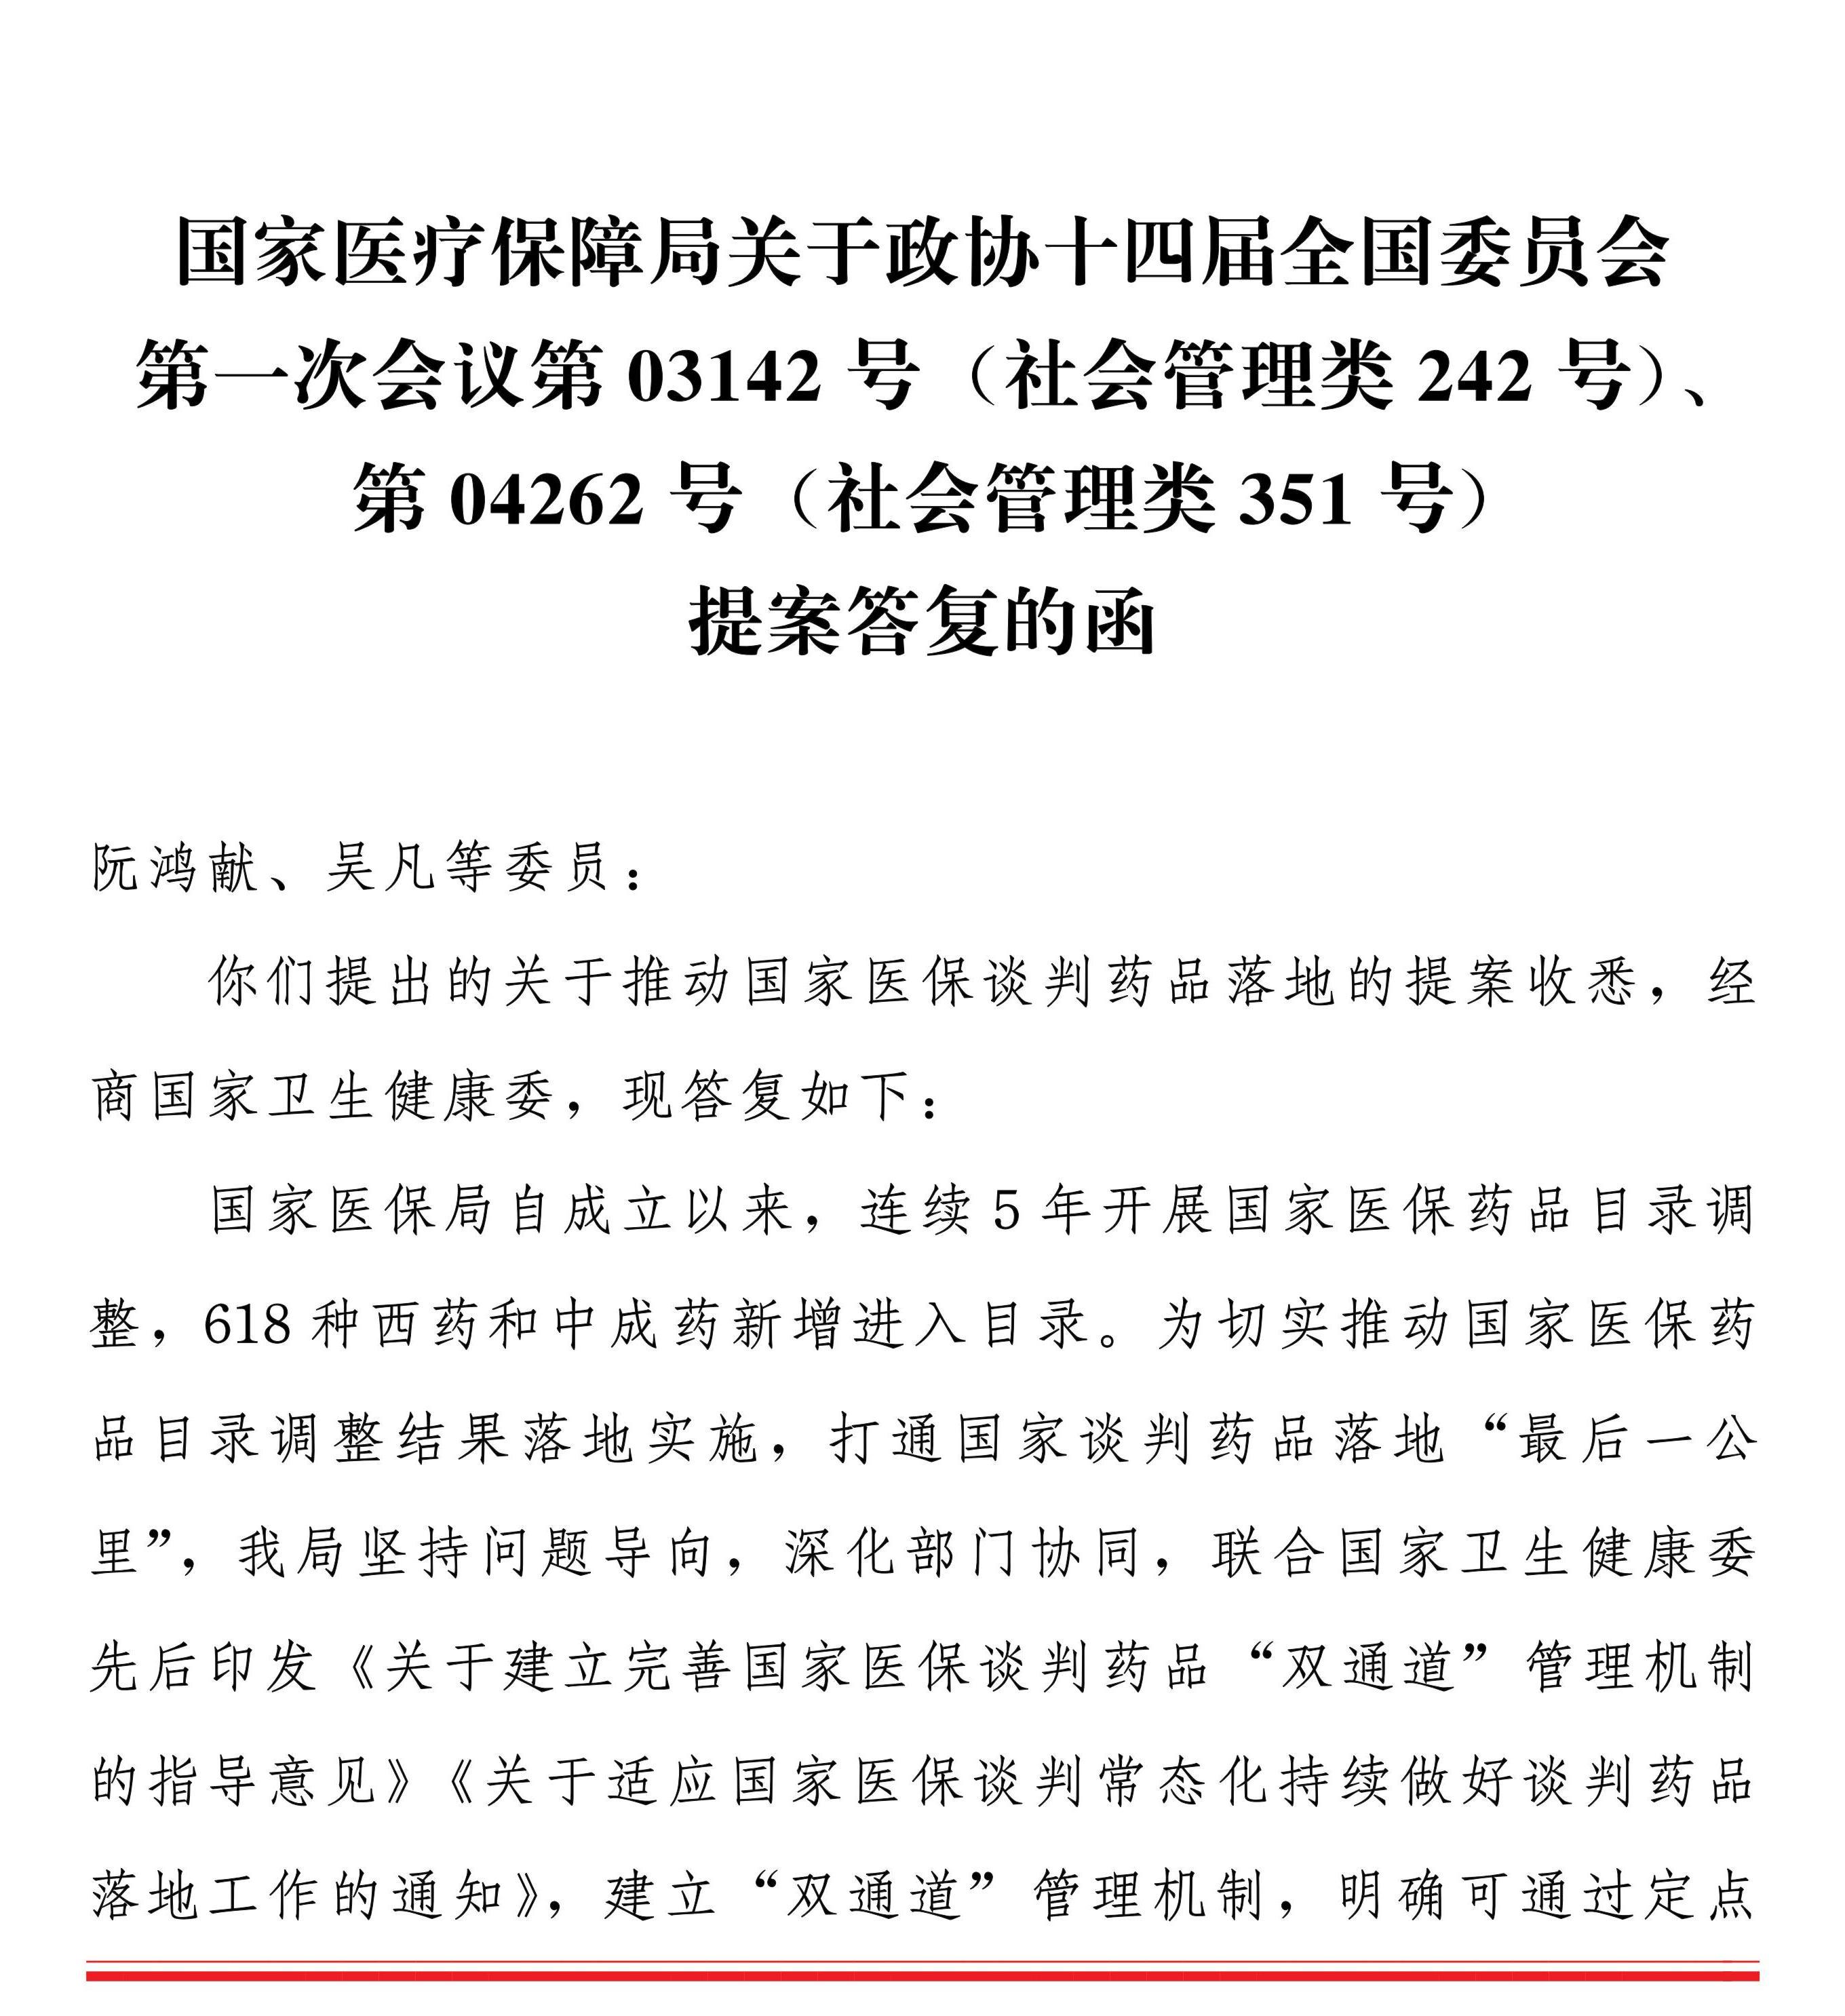 国家医疗保障局关于政协十四届全国委员会
第一次会议第 03142 号（社会管理类 242 号）、
第 04262 号（社会管理类 351 号）
提案答复的函
阮鸿献、吴凡等委员：
你们提出的关于推动国家医保谈判药品落地的提案收悉，经
商国家卫生健康委，现答复如下：
国家医保局自成立以来，连续 5 年开展国家医保药品目录调
整，618 种西药和中成药新增进入目录。为切实推动国家医保药
品目录调整结果落地实施，打通国家谈判药品落地“最后一公
里”，我局坚持问题导向，深化部门协同，联合国家卫生健康委
先后印发《关于建立完善国家医保谈判药品“双通道”管理机制
的指导意见》《关于适应国家医保谈判常态化持续做好谈判药品
落地工作的通知》，建立“双通道”管理机制，明确可通过定点